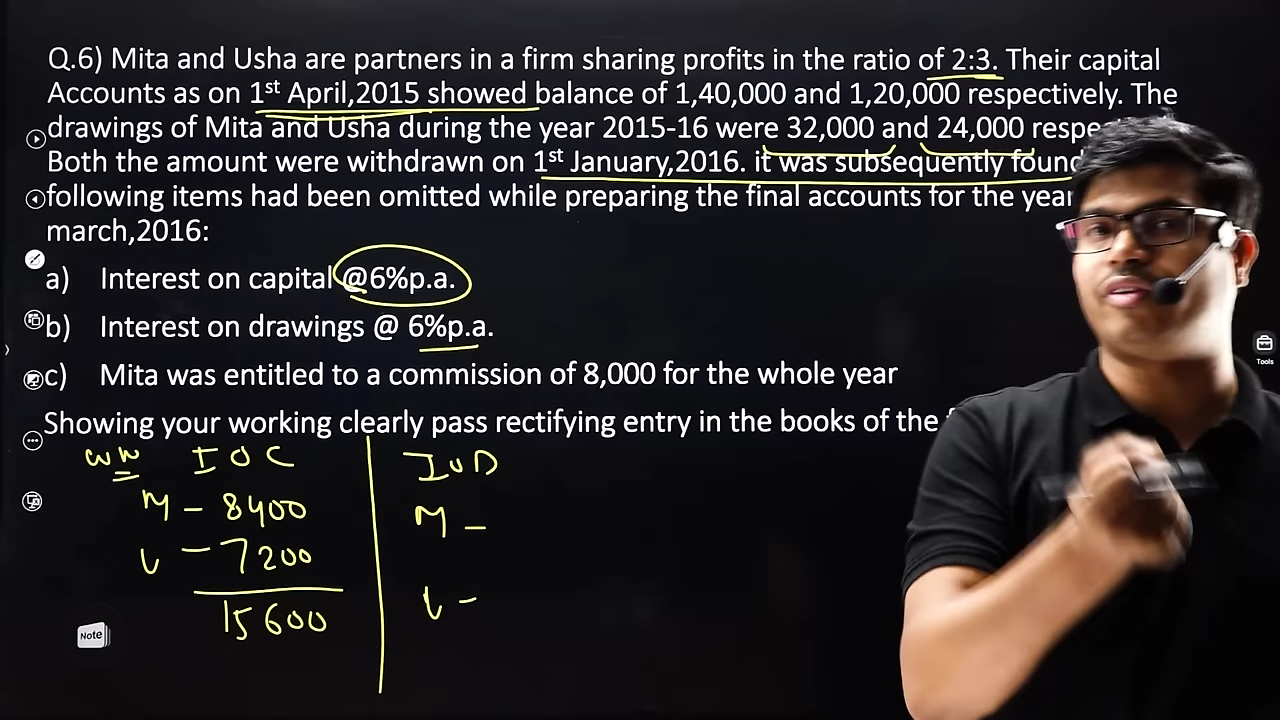 Q.6) Mita and Usha are partners in a firm sharing profits in the ratio of 2:3. Their capital
Accounts as on 1st April,2015 showed balance of 1,40,000 and 1,20,000 respectively. The
drawings of Mita and Usha during the year 2015-16 were 32,000 and 24,000
Both the amount were withdrawn on 1st January,2016. it was subsequently found
following items had been omitted while preparing the final accounts for the year
march,2016:
a) Interest on capital @6%p.a.
b) Interest on drawings @ 6%p.a.
c) Mita was entitled to a commission of 8,000 for the whole year
Showing your working clearly pass rectifying entry in the books of the
WN IOC
M - 8400
U - 7200
15600
IOD
M -
U -
Note
Tools